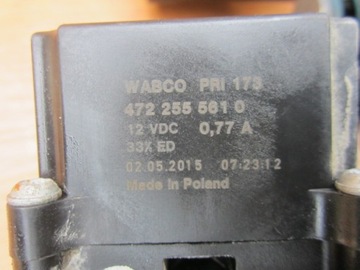 WABCO PRI 173
472 255 561 0
12 VDC 0,77 A
33% ED
02.05.2015 07:23:12
Made in Poland